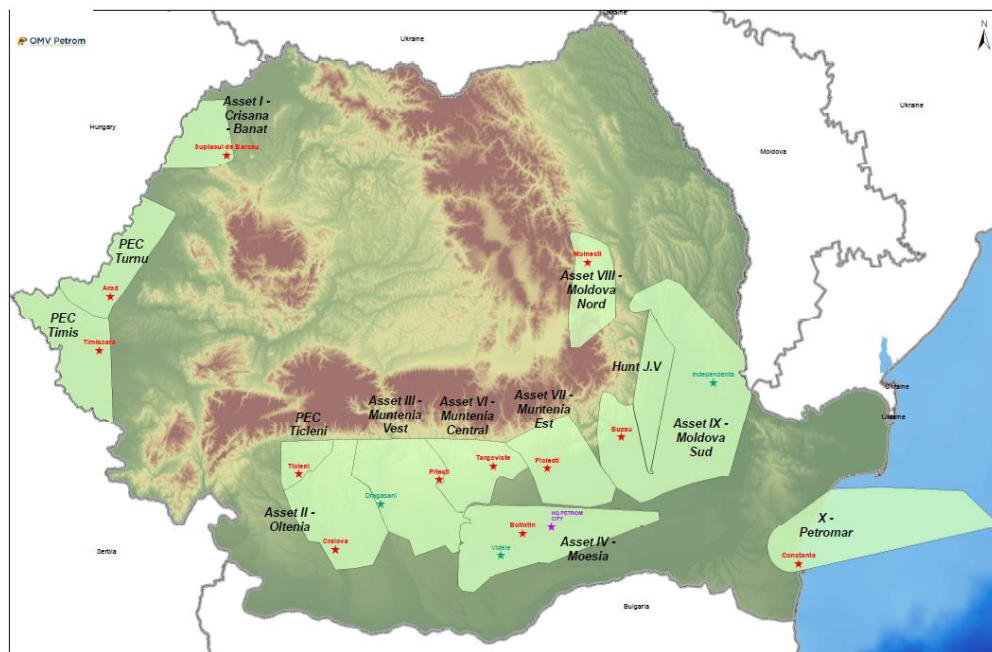 OMV Petrom
Ukraine
Ukraine
N
Hungary
Asset I -
Crisana
- Banat
Ukraine
Suplaoul de Barcau
Moldova
PEC
Turnu
Moinesti
Asset VIII -
Moldova
Nord
Arad
PEC
Timis
Timisoara
Hunt J.V
Independenta
Ukraine
Ukraine
Asset III -
Muntenia
Vest
Asset VI -
Muntenia
Central
Asset VII -
Muntenia
Est
PEC
Ticleni
Buzau
Asset IX -
Moldova
Sud
Ticleni
Pitesti
Targoviste
Ploiesti
Dragasani
Asset II -
Oltenia
Craiova
HQ PETROM
CITY
Bolintin
Videle
Asset IV -
Moesia
X -
Petromar
Constanta
Serbia
Bulgaria